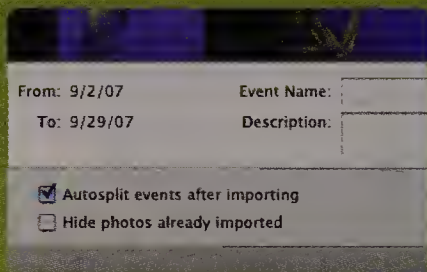 From: 9/2/07 Event Name:
To: 9/29/07 Description:
Autosplit events after importing
Hide photos already imported